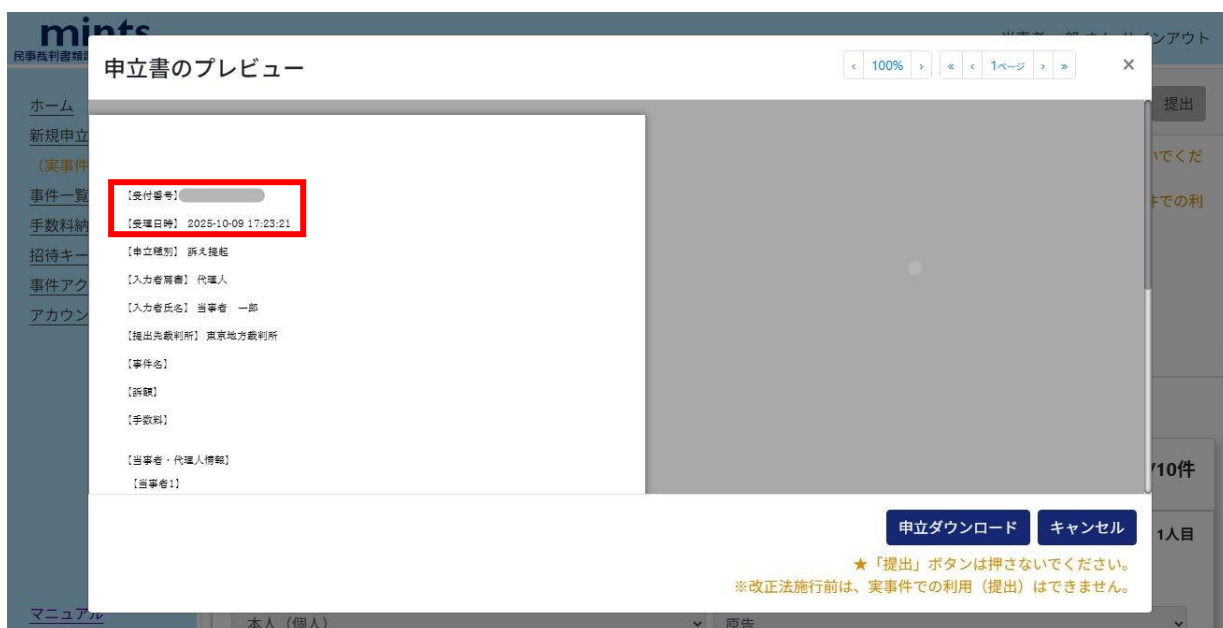 mints
民事裁判書類
申立書のプレビュー
‹ 100% › « ‹ 1ページ › » ×
インアウト
ホーム
新規申立
（実事件
事件一覧
手数料納
招待キー
事件アク
アカウン
マニュアル
提出
いでくだ
件での利
【受付番号】
【受理日時】 2025-10-09 17:23:21
【申立種別】 訴え提起
【入力者肩書】 代理人
【入力者氏名】 当事者 一郎
【提出先裁判所】 東京地方裁判所
【事件名】
【訴額】
【手数料】
【当事者・代理人情報】
【当事者1】
/10件
1人目
申立ダウンロード キャンセル
★「提出」ボタンは押さないでください。
※改正法施行前は、実事件での利用（提出）はできません。
本人（個人） 原告